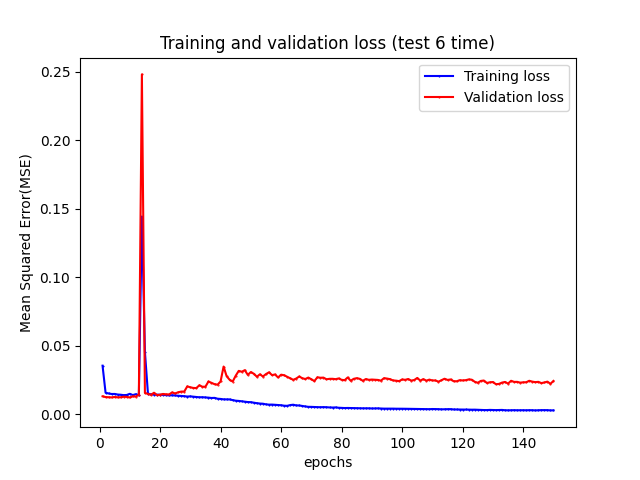 Training and validation loss (test 6 time)
Training loss
Validation loss
Mean Squared Error(MSE)
0.25
0.20
0.15
0.10
0.05
0.00
0 20 40 60 80 100 120 140
epochs